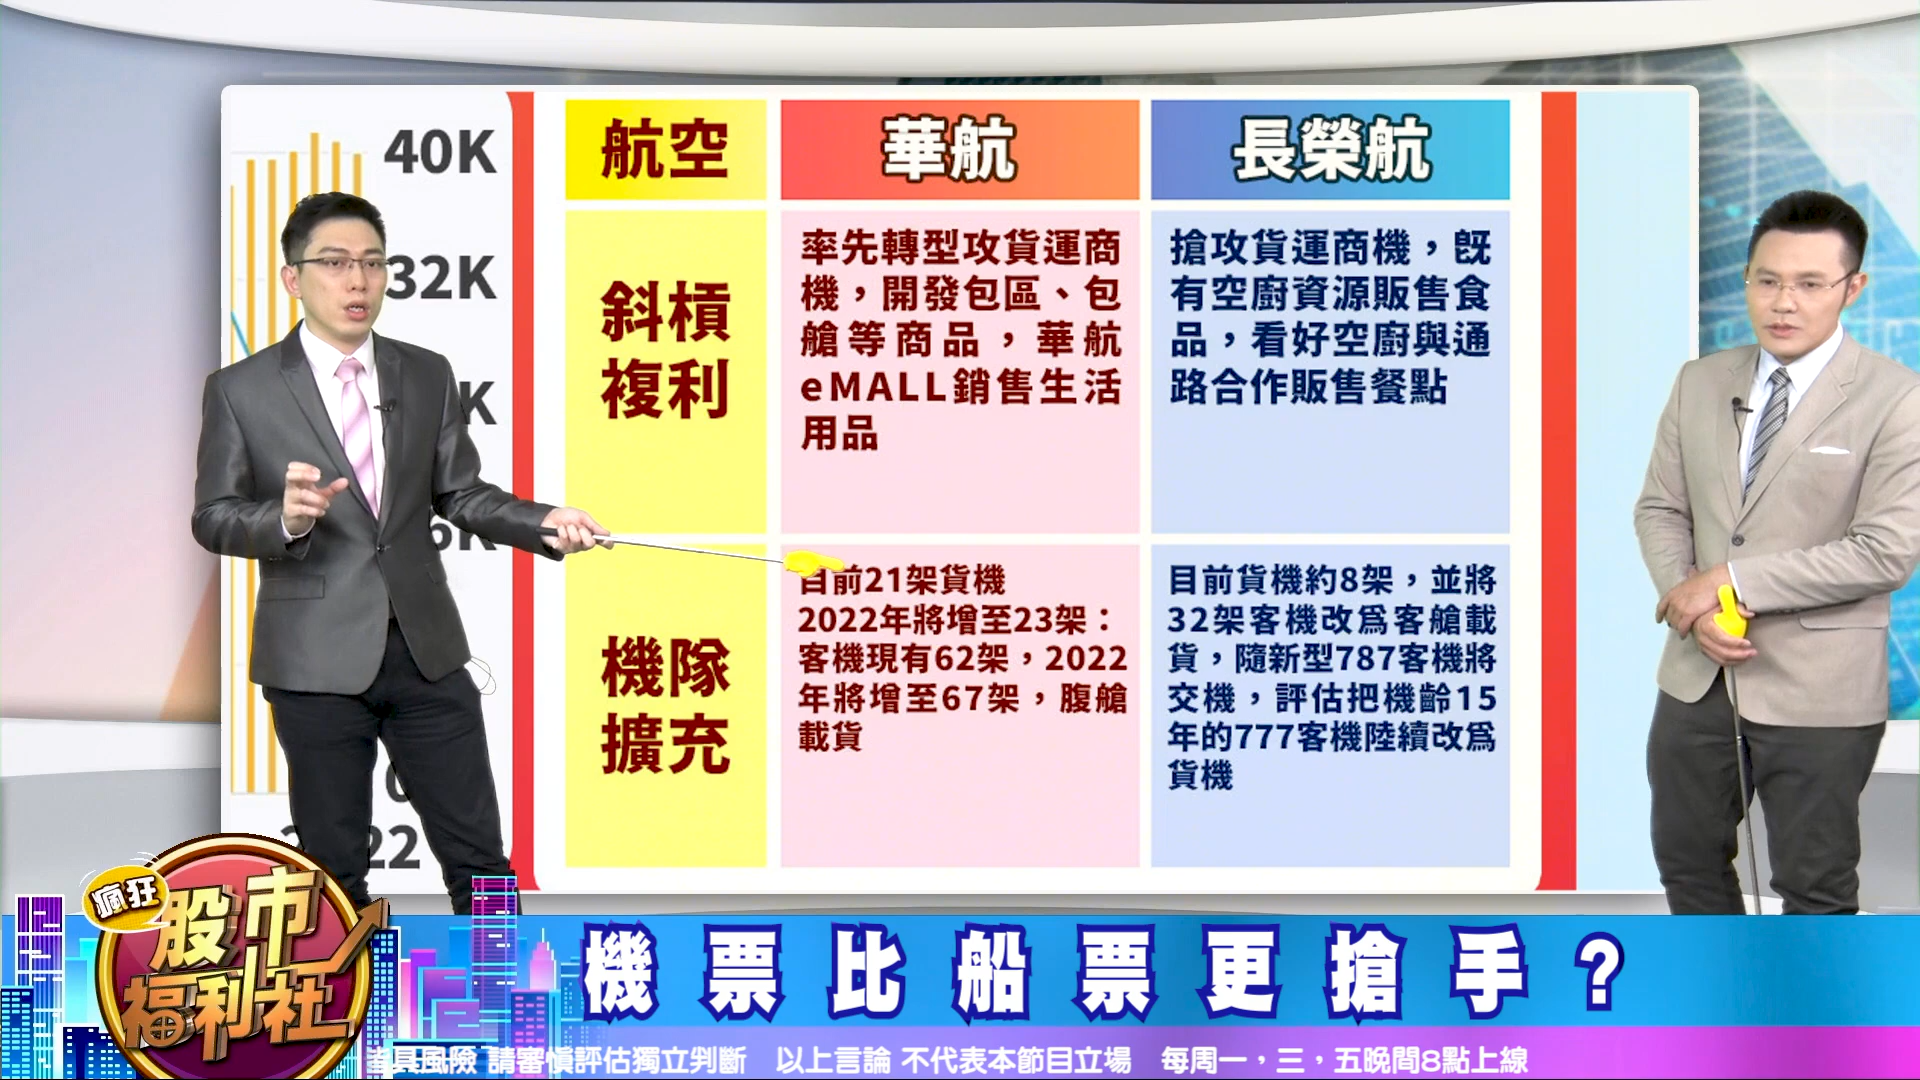 40K
32K
K
6K
0
22
航空
華航
長榮航
斜槓
複利
率先轉型攻貨運商
機，開發包區、包
艙等商品，華航
eMALL銷售生活
用品
搶攻貨運商機，既
有空廚資源販售食
品，看好空廚與通
路合作販售餐點
機隊
擴充
目前21架貨機
2022年將增至23架：
客機現有62架，2022
年將增至67架，腹艙
載貨
目前貨機約8架，並將
32架客機改為客艙載
貨，隨新型787客機將
交機，評估把機齡15
年的777客機陸續改為
貨機
瘋狂
股市
福利社
機票比船票更搶手？
具風險 請審慎評估獨立判斷 以上言論 不代表本節目立場 每周一，三，五晚間8點上線